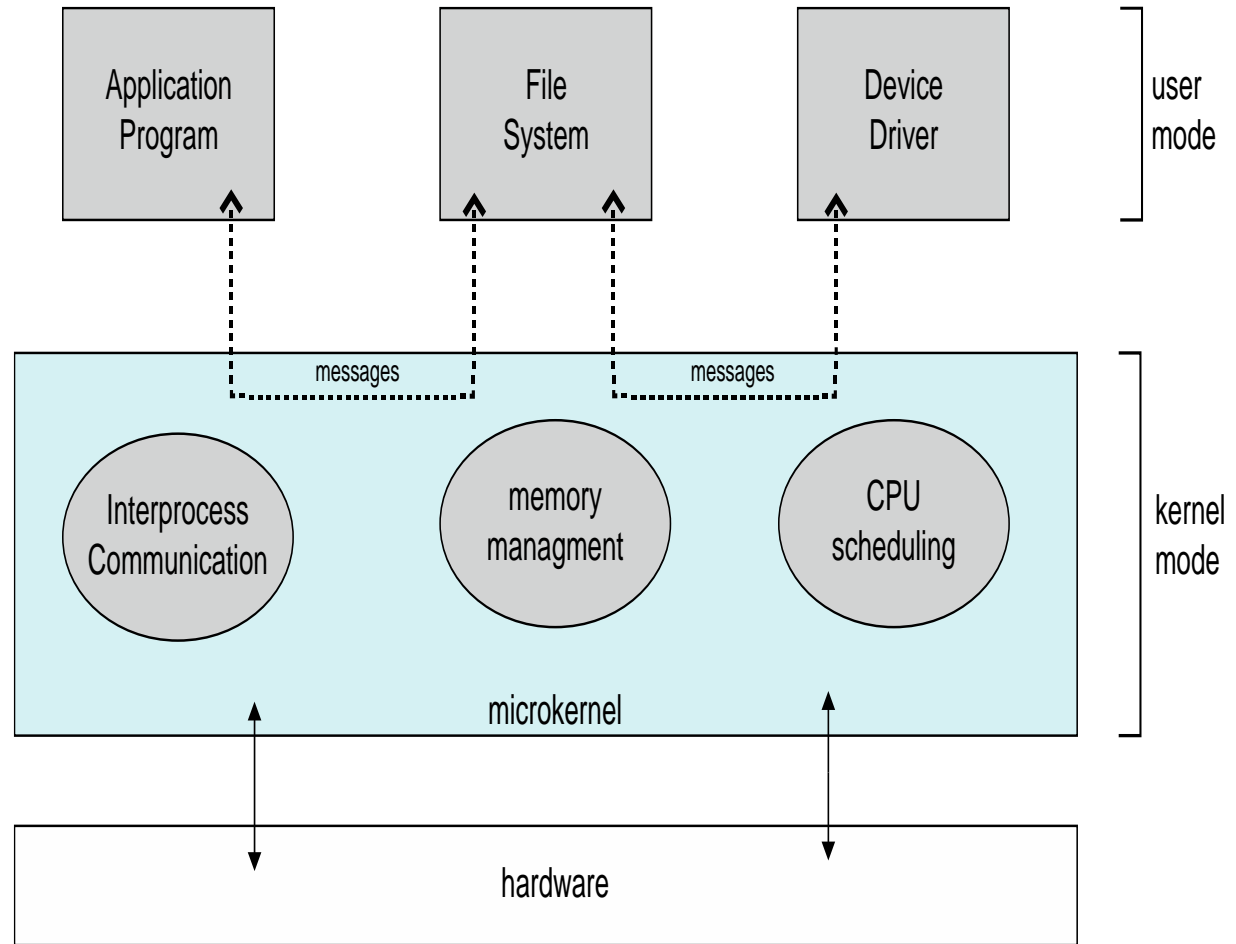 Application
Program
File
System
Device
Driver
user
mode
messages
messages
Interprocess
Communication
memory
managment
CPU
scheduling
kernel
mode
microkernel
hardware